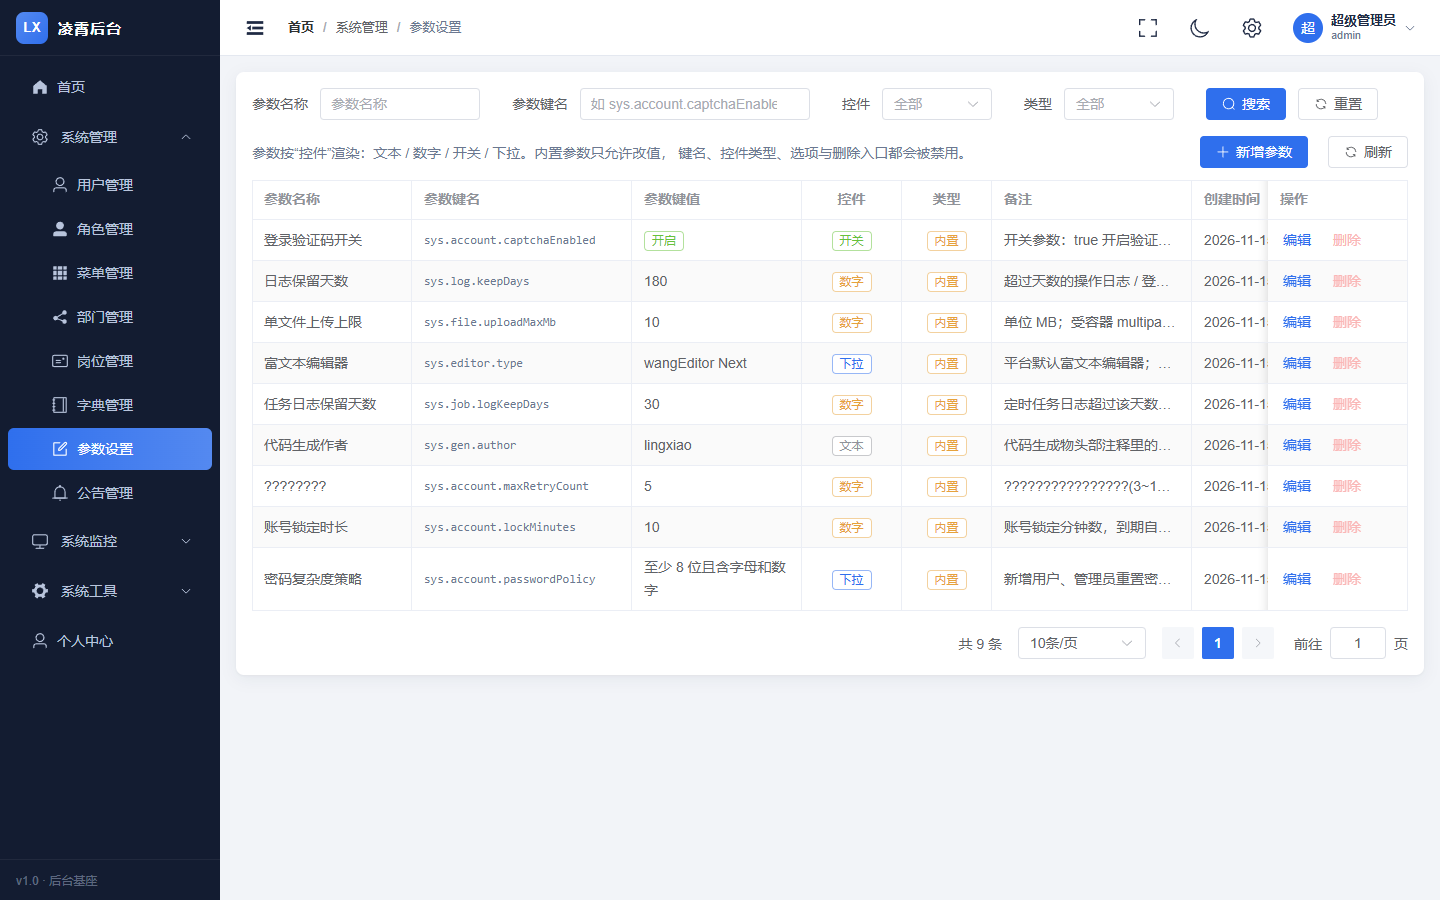 LX 凌霄后台
首页
系统管理
用户管理
角色管理
菜单管理
部门管理
岗位管理
字典管理
参数设置
公告管理
系统监控
系统工具
个人中心
v1.0 · 后台基座
首页 / 系统管理 / 参数设置
超 超级管理员
admin
参数名称 参数名称 参数键名 如 sys.account.captchaEnable 控件 全部 类型 全部 搜索 重置
参数按“控件”渲染：文本 / 数字 / 开关 / 下拉。内置参数只允许改值， 键名、控件类型、选项与删除入口都会被禁用。 新增参数 刷新
参数名称 参数键名 参数键值 控件 类型 备注 创建时间 操作
登录验证码开关 sys.account.captchaEnabled 开启 开关 内置 开关参数：true 开启验证... 2026-11-1 编辑 删除
日志保留天数 sys.log.keepDays 180 数字 内置 超过天数的操作日志 / 登... 2026-11-1 编辑 删除
单文件上传上限 sys.file.uploadMaxMb 10 数字 内置 单位 MB；受容器 multipa... 2026-11-1 编辑 删除
富文本编辑器 sys.editor.type wangEditor Next 下拉 内置 平台默认富文本编辑器；... 2026-11-1 编辑 删除
任务日志保留天数 sys.job.logKeepDays 30 数字 内置 定时任务日志超过该天数... 2026-11-1 编辑 删除
代码生成作者 sys.gen.author lingxiao 文本 内置 代码生成物头部注释里的... 2026-11-1 编辑 删除
???????? sys.account.maxRetryCount 5 数字 内置 ????????????????(3~1... 2026-11-1 编辑 删除
账号锁定时长 sys.account.lockMinutes 10 数字 内置 账号锁定分钟数，到期自... 2026-11-1 编辑 删除
密码复杂度策略 sys.account.passwordPolicy 至少 8 位且含字母和数字 下拉 内置 新增用户、管理员重置密... 2026-11-1 编辑 删除
共 9 条 10条/页 1 前往 1 页